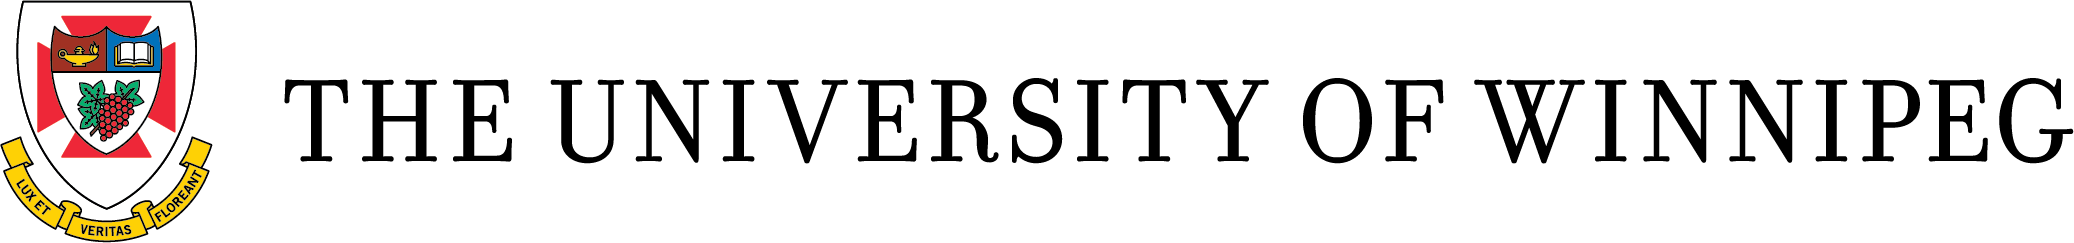 THE UNIVERSITY OF WINNIPEG
LUX ET
VERITAS
FLOREANT